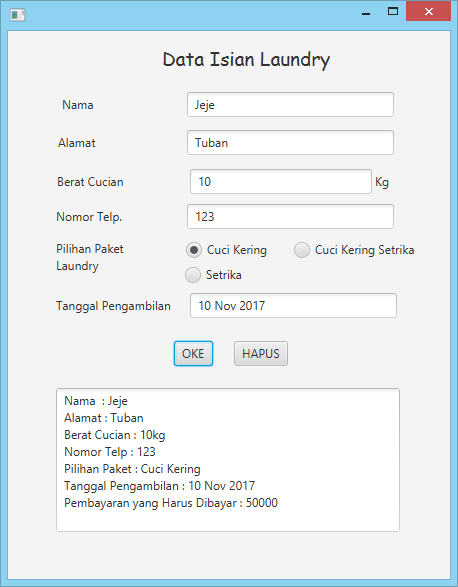 Data Isian Laundry
Nama Jeje
Alamat Tuban
Berat Cucian 10 Kg
Nomor Telp. 123
Pilihan Paket Laundry
Cuci Kering Cuci Kering Setrika
Setrika
Tanggal Pengambilan 10 Nov 2017
OKE HAPUS
Nama : Jeje
Alamat : Tuban
Berat Cucian : 10kg
Nomor Telp : 123
Pilihan Paket : Cuci Kering
Tanggal Pengambilan : 10 Nov 2017
Pembayaran yang Harus Dibayar : 50000